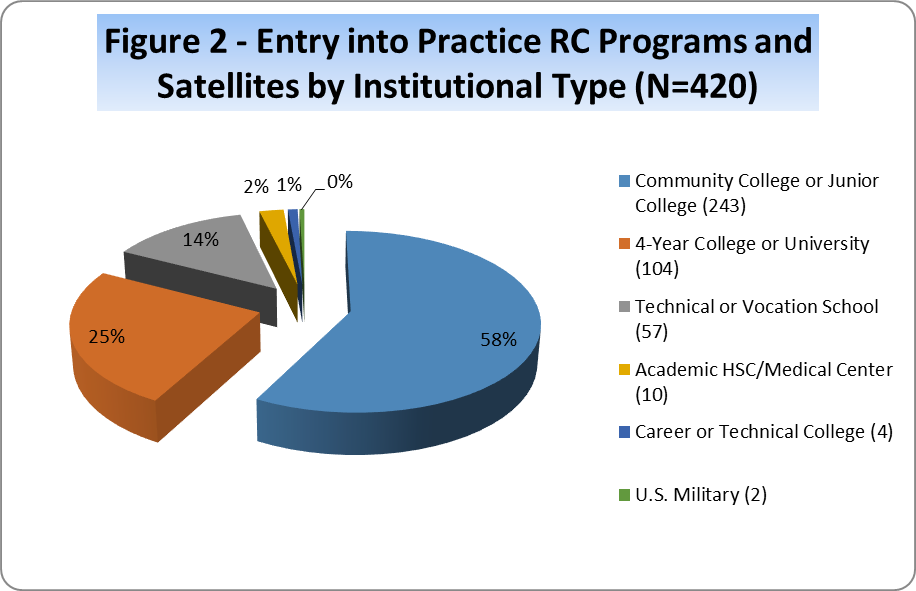 Figure 2 - Entry into Practice RC Programs and
Satellites by Institutional Type (N=420)
2%
1%
0%
14%
25%
58%
Community College or Junior
College (243)
4-Year College or University
(104)
Technical or Vocation School
(57)
Academic HSC/Medical Center
(10)
Career or Technical College (4)
U.S. Military (2)